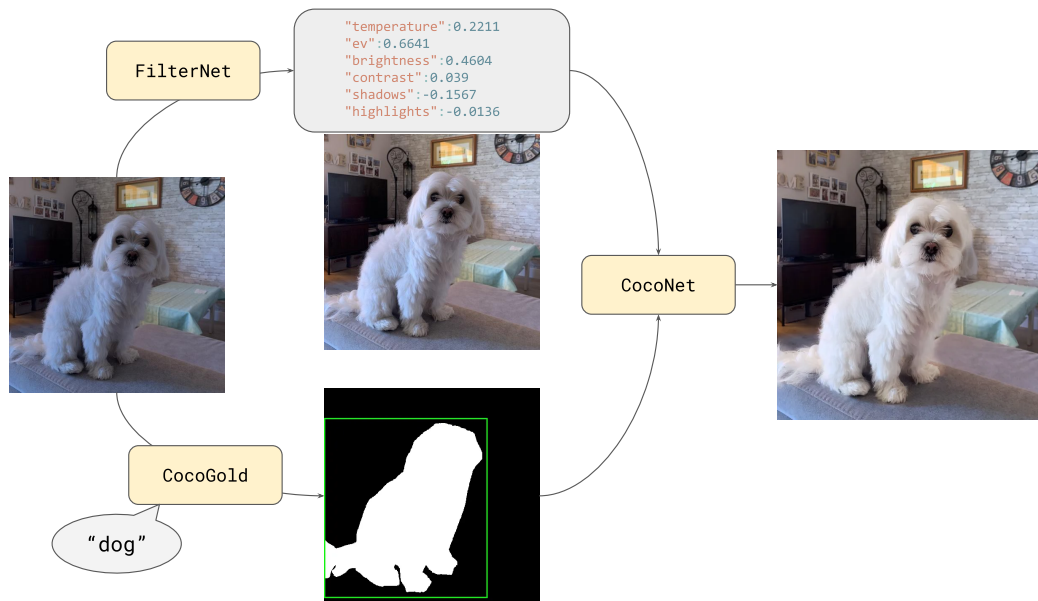 FilterNet
"temperature":0.2211
"ev":0.6641
"brightness":0.4604
"contrast":0.039
"shadows":-0.1567
"highlights":-0.0136
CocoNet
CocoGold
“dog”